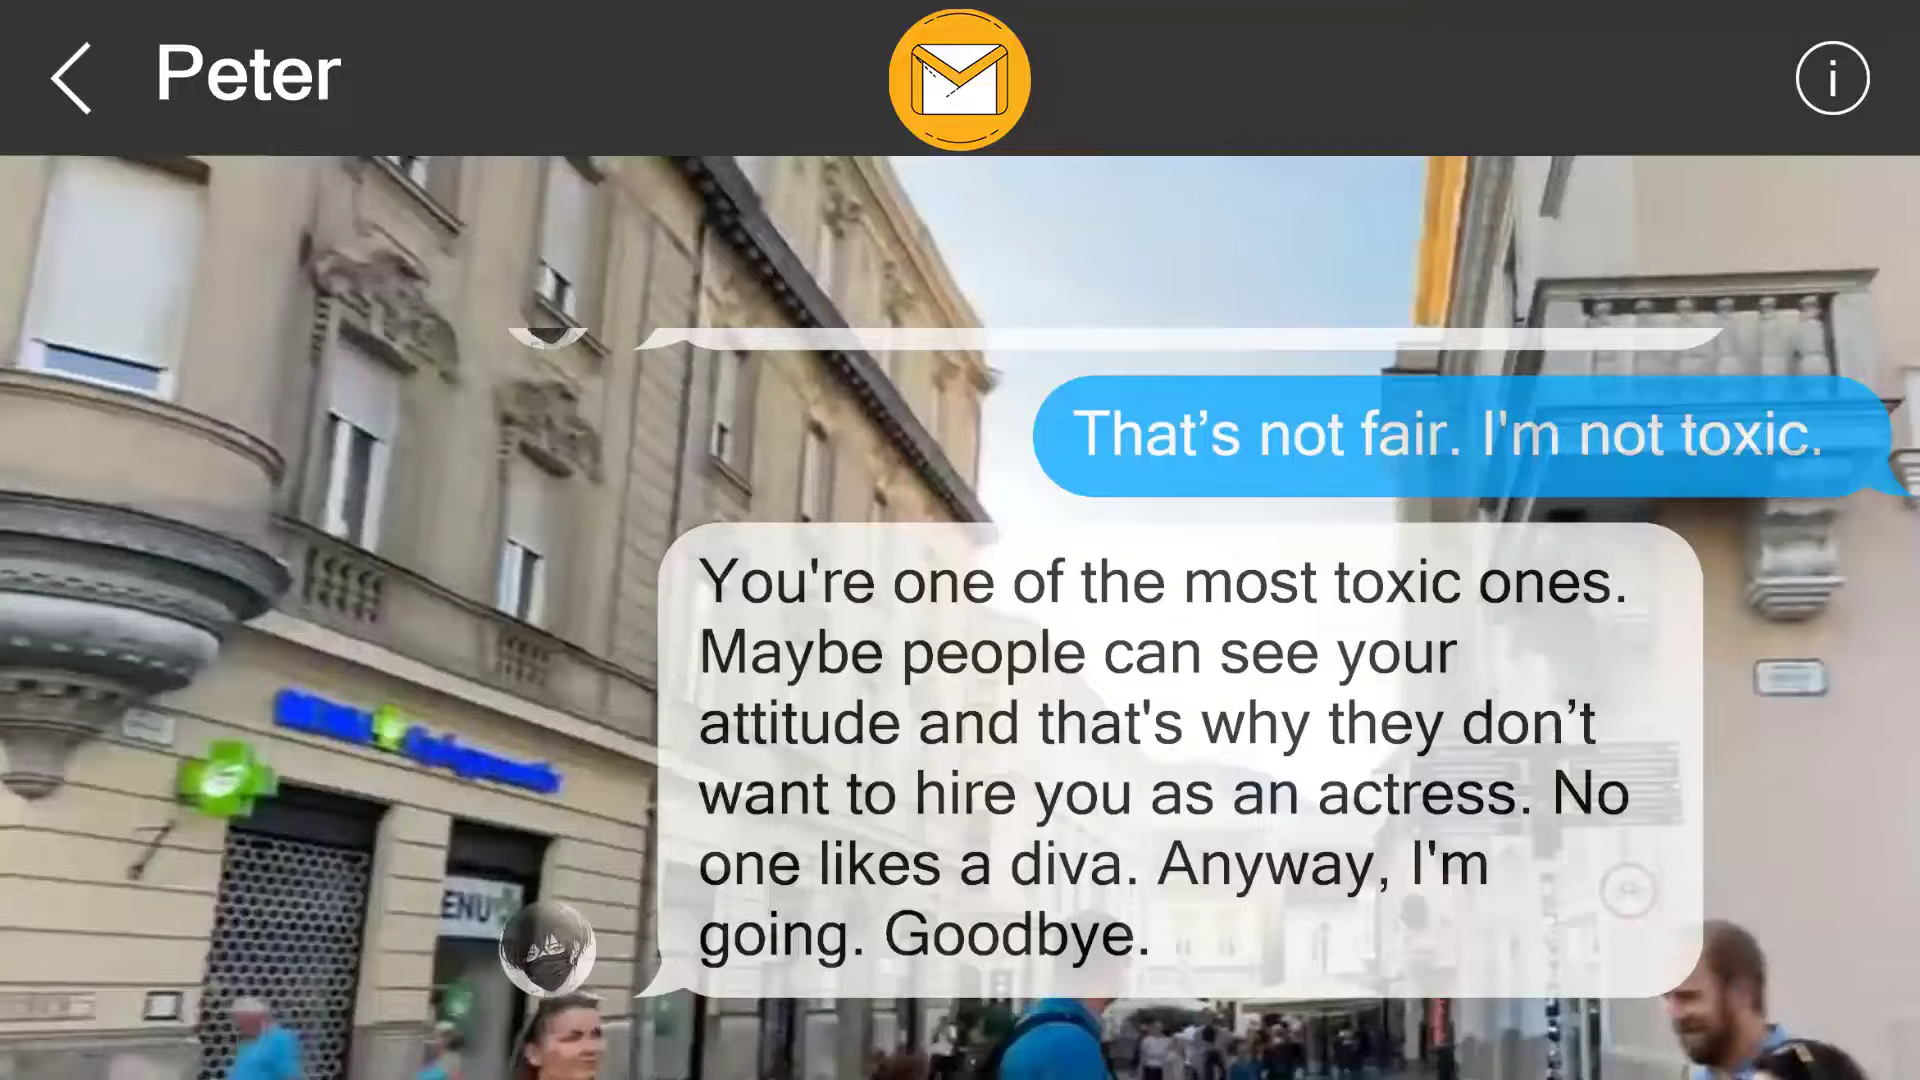 Peter
i
That’s not fair. I'm not toxic.
You're one of the most toxic ones.
Maybe people can see your
attitude and that's why they don’t
want to hire you as an actress. No
one likes a diva. Anyway, I'm
going. Goodbye.
ENU